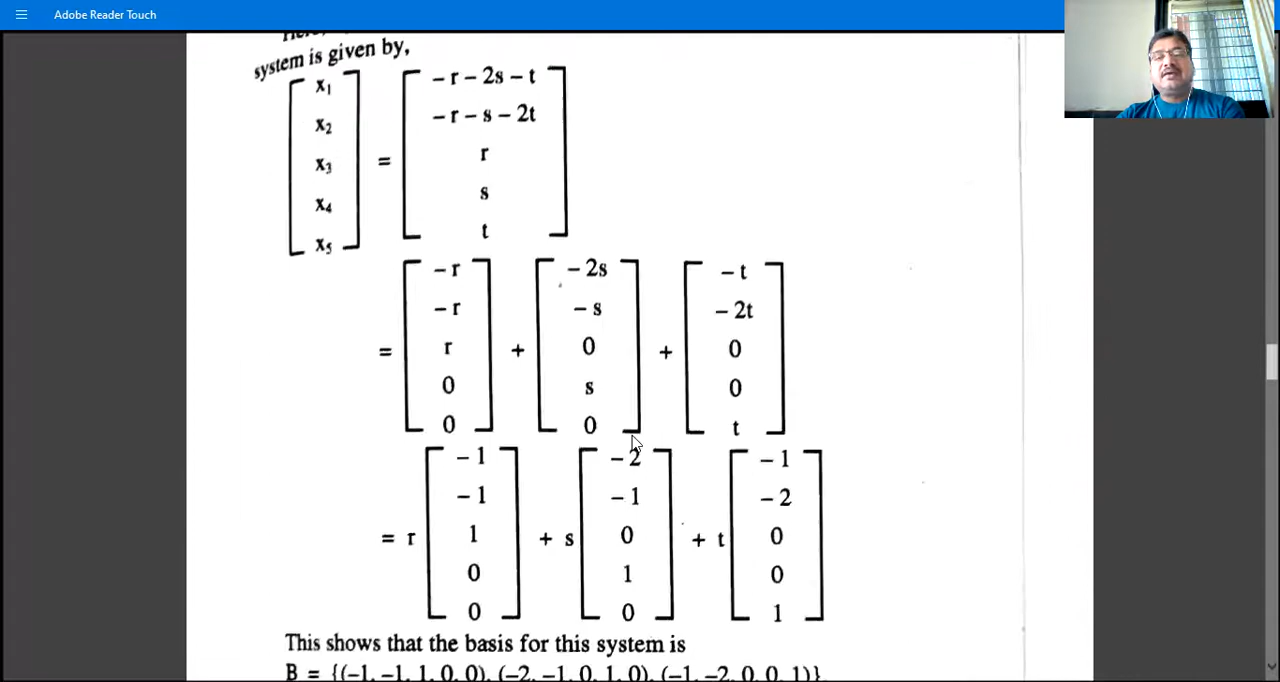 Adobe Reader Touch
system is given by,
[ x1 x2 x3 x4 x5 ] = [ – r – 2s – t
– r – s – 2t
r
s
t ]
= [ – r
– r
r
0
0 ] + [ – 2s
– s
0
s
0 ] + [ – t
– 2t
0
0
t ]
= r [ – 1
– 1
1
0
0 ] + s [ – 2
– 1
0
1
0 ] + t [ – 1
– 2
0
0
1 ]
This shows that the basis for this system is
B = {(–1, –1, 1, 0, 0), (–2, –1, 0, 1, 0), (–1, –2, 0, 0, 1)}